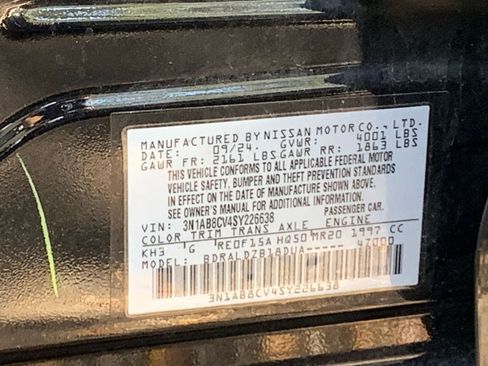 MANUFACTURED BY NISSAN MOTOR CO., LTD.
DATE: 09/24 GVWR: 4001 LBS
GAWR FR: 2161 LBS GAWR RR: 1863 LBS
THIS VEHICLE CONFORMS TO ALL APPLICABLE FEDERAL MOTOR
VEHICLE SAFETY, BUMPER AND THEFT PREVENTION STANDARDS
IN EFFECT ON THE DATE OF MANUFACTURE SHOWN ABOVE.
SEE OWNER'S MANUAL FOR ADDITIONAL INFORMATION.
VIN: 3N1AB8CV4SY226638 PASSENGER CAR
COLOR TRIM TRANS AXLE ENGINE
KH3 G RE0F15A HQ50 MR20 1997 CC
MODEL: BDRALDZB18DUA 47000
3N1AB8CV4SY226638